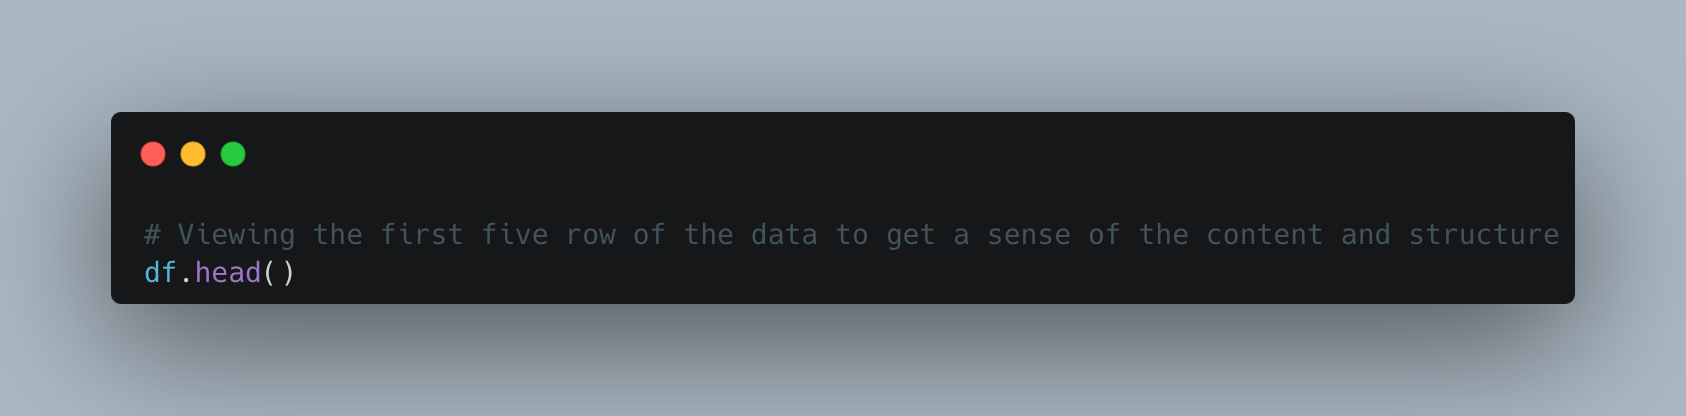 # Viewing the first five row of the data to get a sense of the content and structure
df.head()